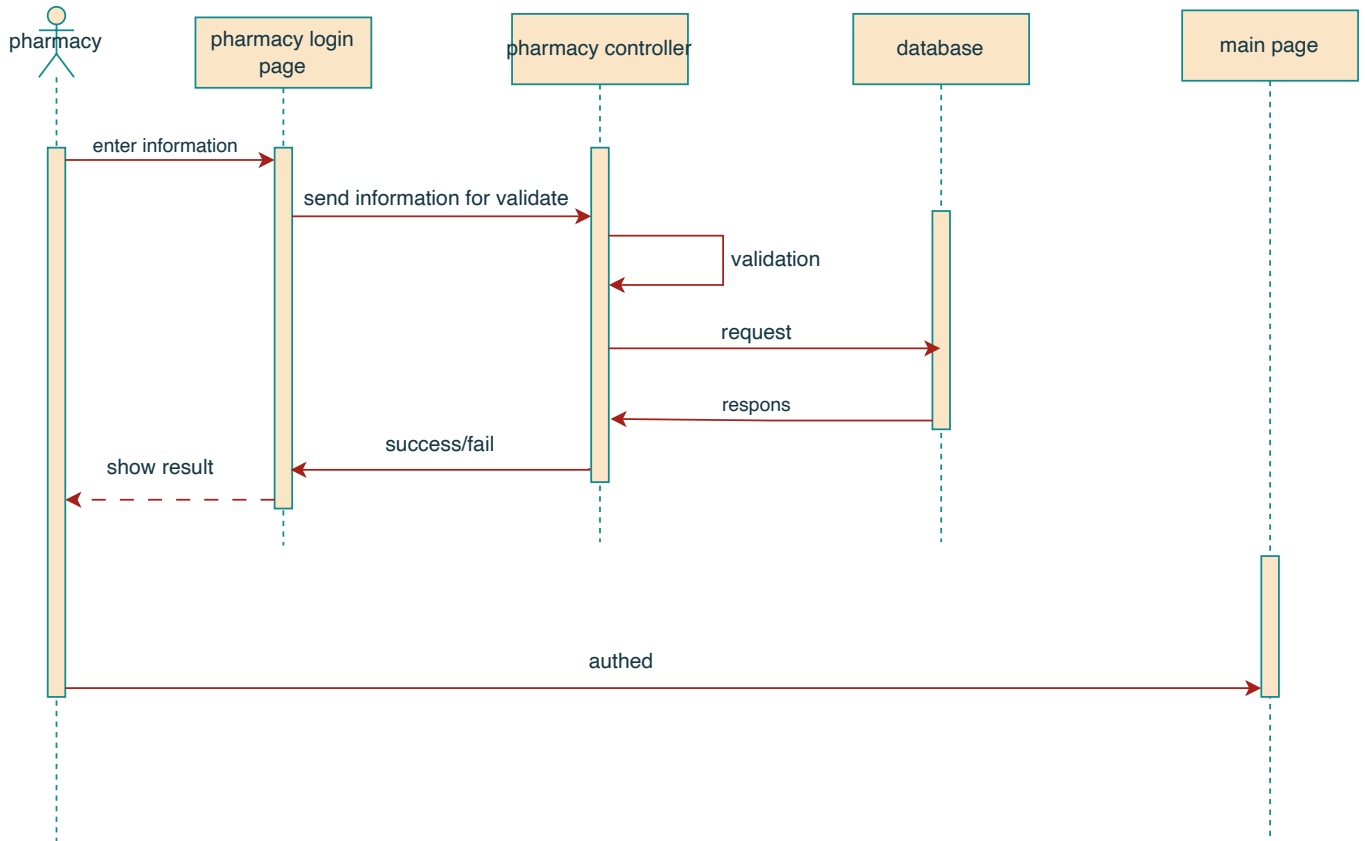 pharmacy
pharmacy login
page
pharmacy controller
database
main page
enter information
send information for validate
validation
request
respons
success/fail
show result
authed